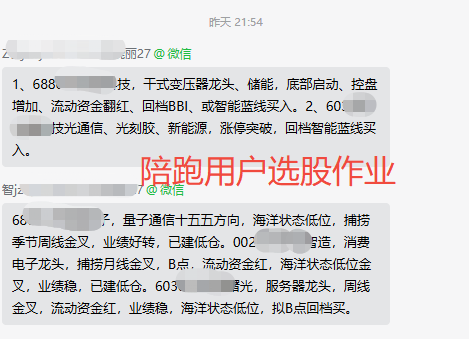 昨天 21:54
丽27@微信
1、688 技，干式变压器龙头、储能，底部启动、控盘
增加、流动资金翻红、回档BBI、或智能蓝线买入。2、603
技光通信、光刻胶、新能源，涨停突破，回档智能蓝线买
入。
陪跑用户选股作业
智 @微信
68 子，量子通信十五五方向，海洋状态低位，捕捞
季节周线金叉，业绩好转，已建低仓。002 智造，消费
电子龙头，捕捞月线金叉，B点，流动资金红，海洋状态低位金
叉，业绩稳，已建低仓。603 曙光，服务器龙头，周线
金叉，流动资金红，业绩稳，海洋状态低位，拟B点回档买。